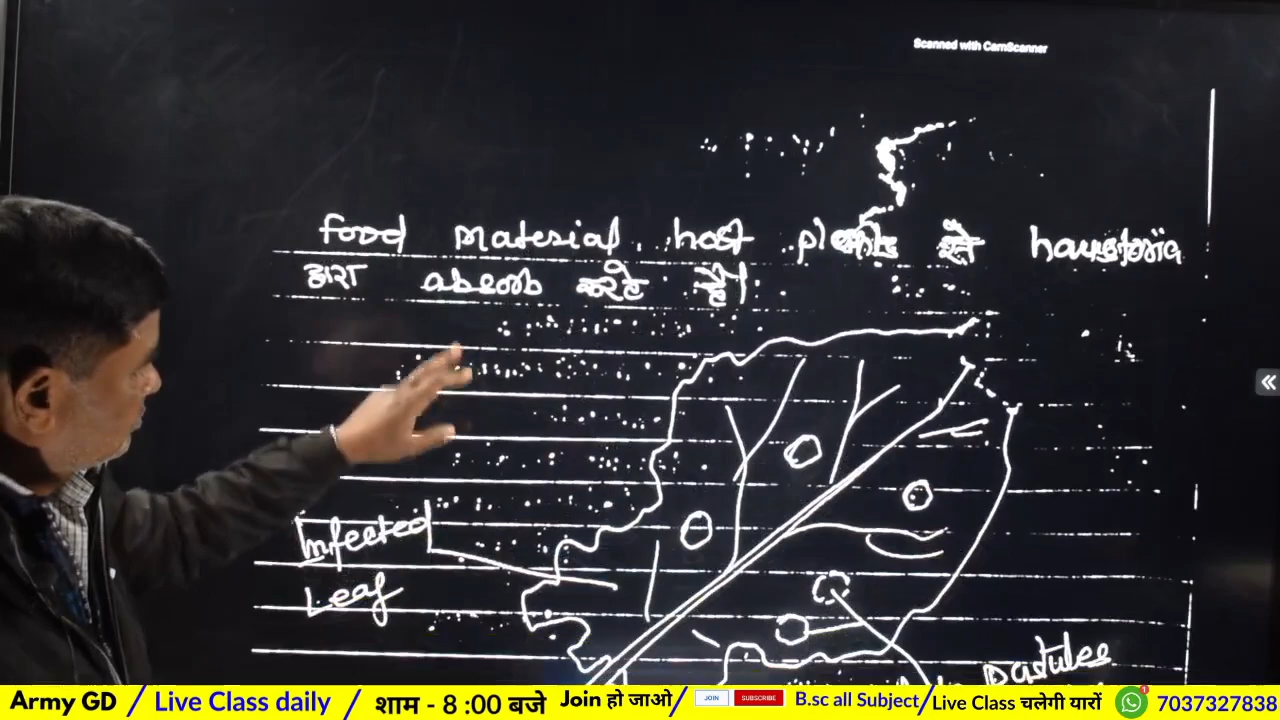 Scanned with CamScanner
food material host plants से haustoria
द्वारा absorb करते है।
Infected
Leaf
Pustules
Army GD / Live Class daily / शाम - 8 :00 बजे Join हो जाओ/ JOIN SUBSCRIBE B.sc all Subject/Live Class चलेगी यारों 1 7037327838